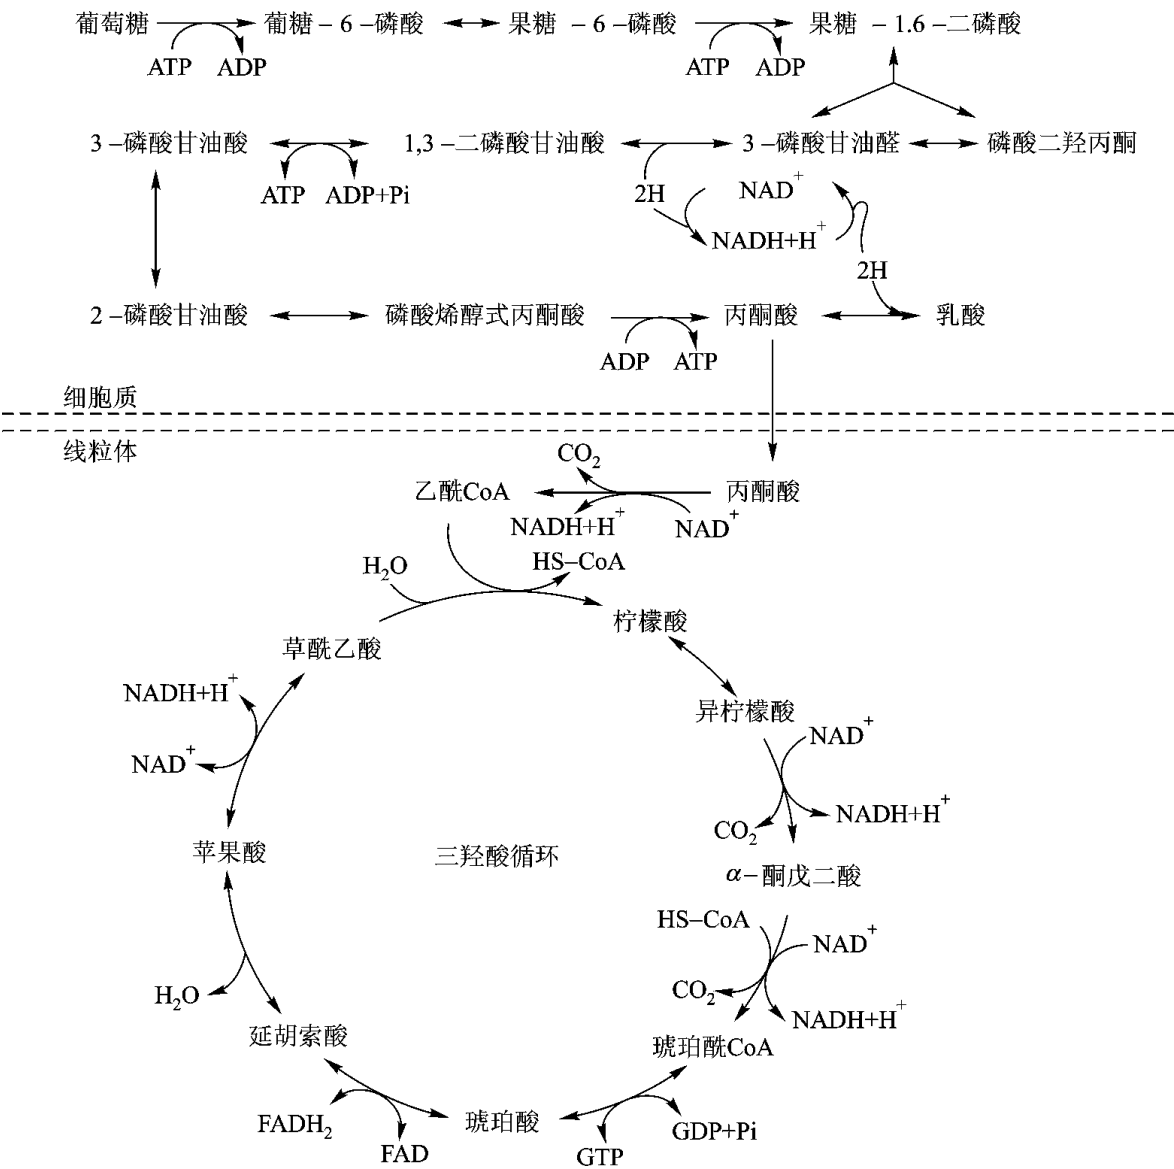 葡萄糖 葡糖－6－磷酸 果糖 －6－磷酸 果糖 －1.6－二磷酸
ATP ADP ATP ADP
3－磷酸甘油酸 1,3－二磷酸甘油酸 3－磷酸甘油醛 磷酸二羟丙酮
ATP ADP+Pi 2H NAD+
NADH+H+
2H
2－磷酸甘油酸 磷酸烯醇式丙酮酸 丙酮酸 乳酸
ADP ATP
细胞质
线粒体
CO2
乙酰CoA 丙酮酸
NADH+H+ NAD+
H2O HS－CoA
柠檬酸
草酰乙酸
NADH+H+ 异柠檬酸
NAD+ NAD+
CO2 NADH+H+
苹果酸 三羟酸循环
α－酮戊二酸
HS－CoA NAD+
H2O CO2
NADH+H+
延胡索酸 琥珀酰CoA
FADH2 琥珀酸 GDP+Pi
FAD GTP